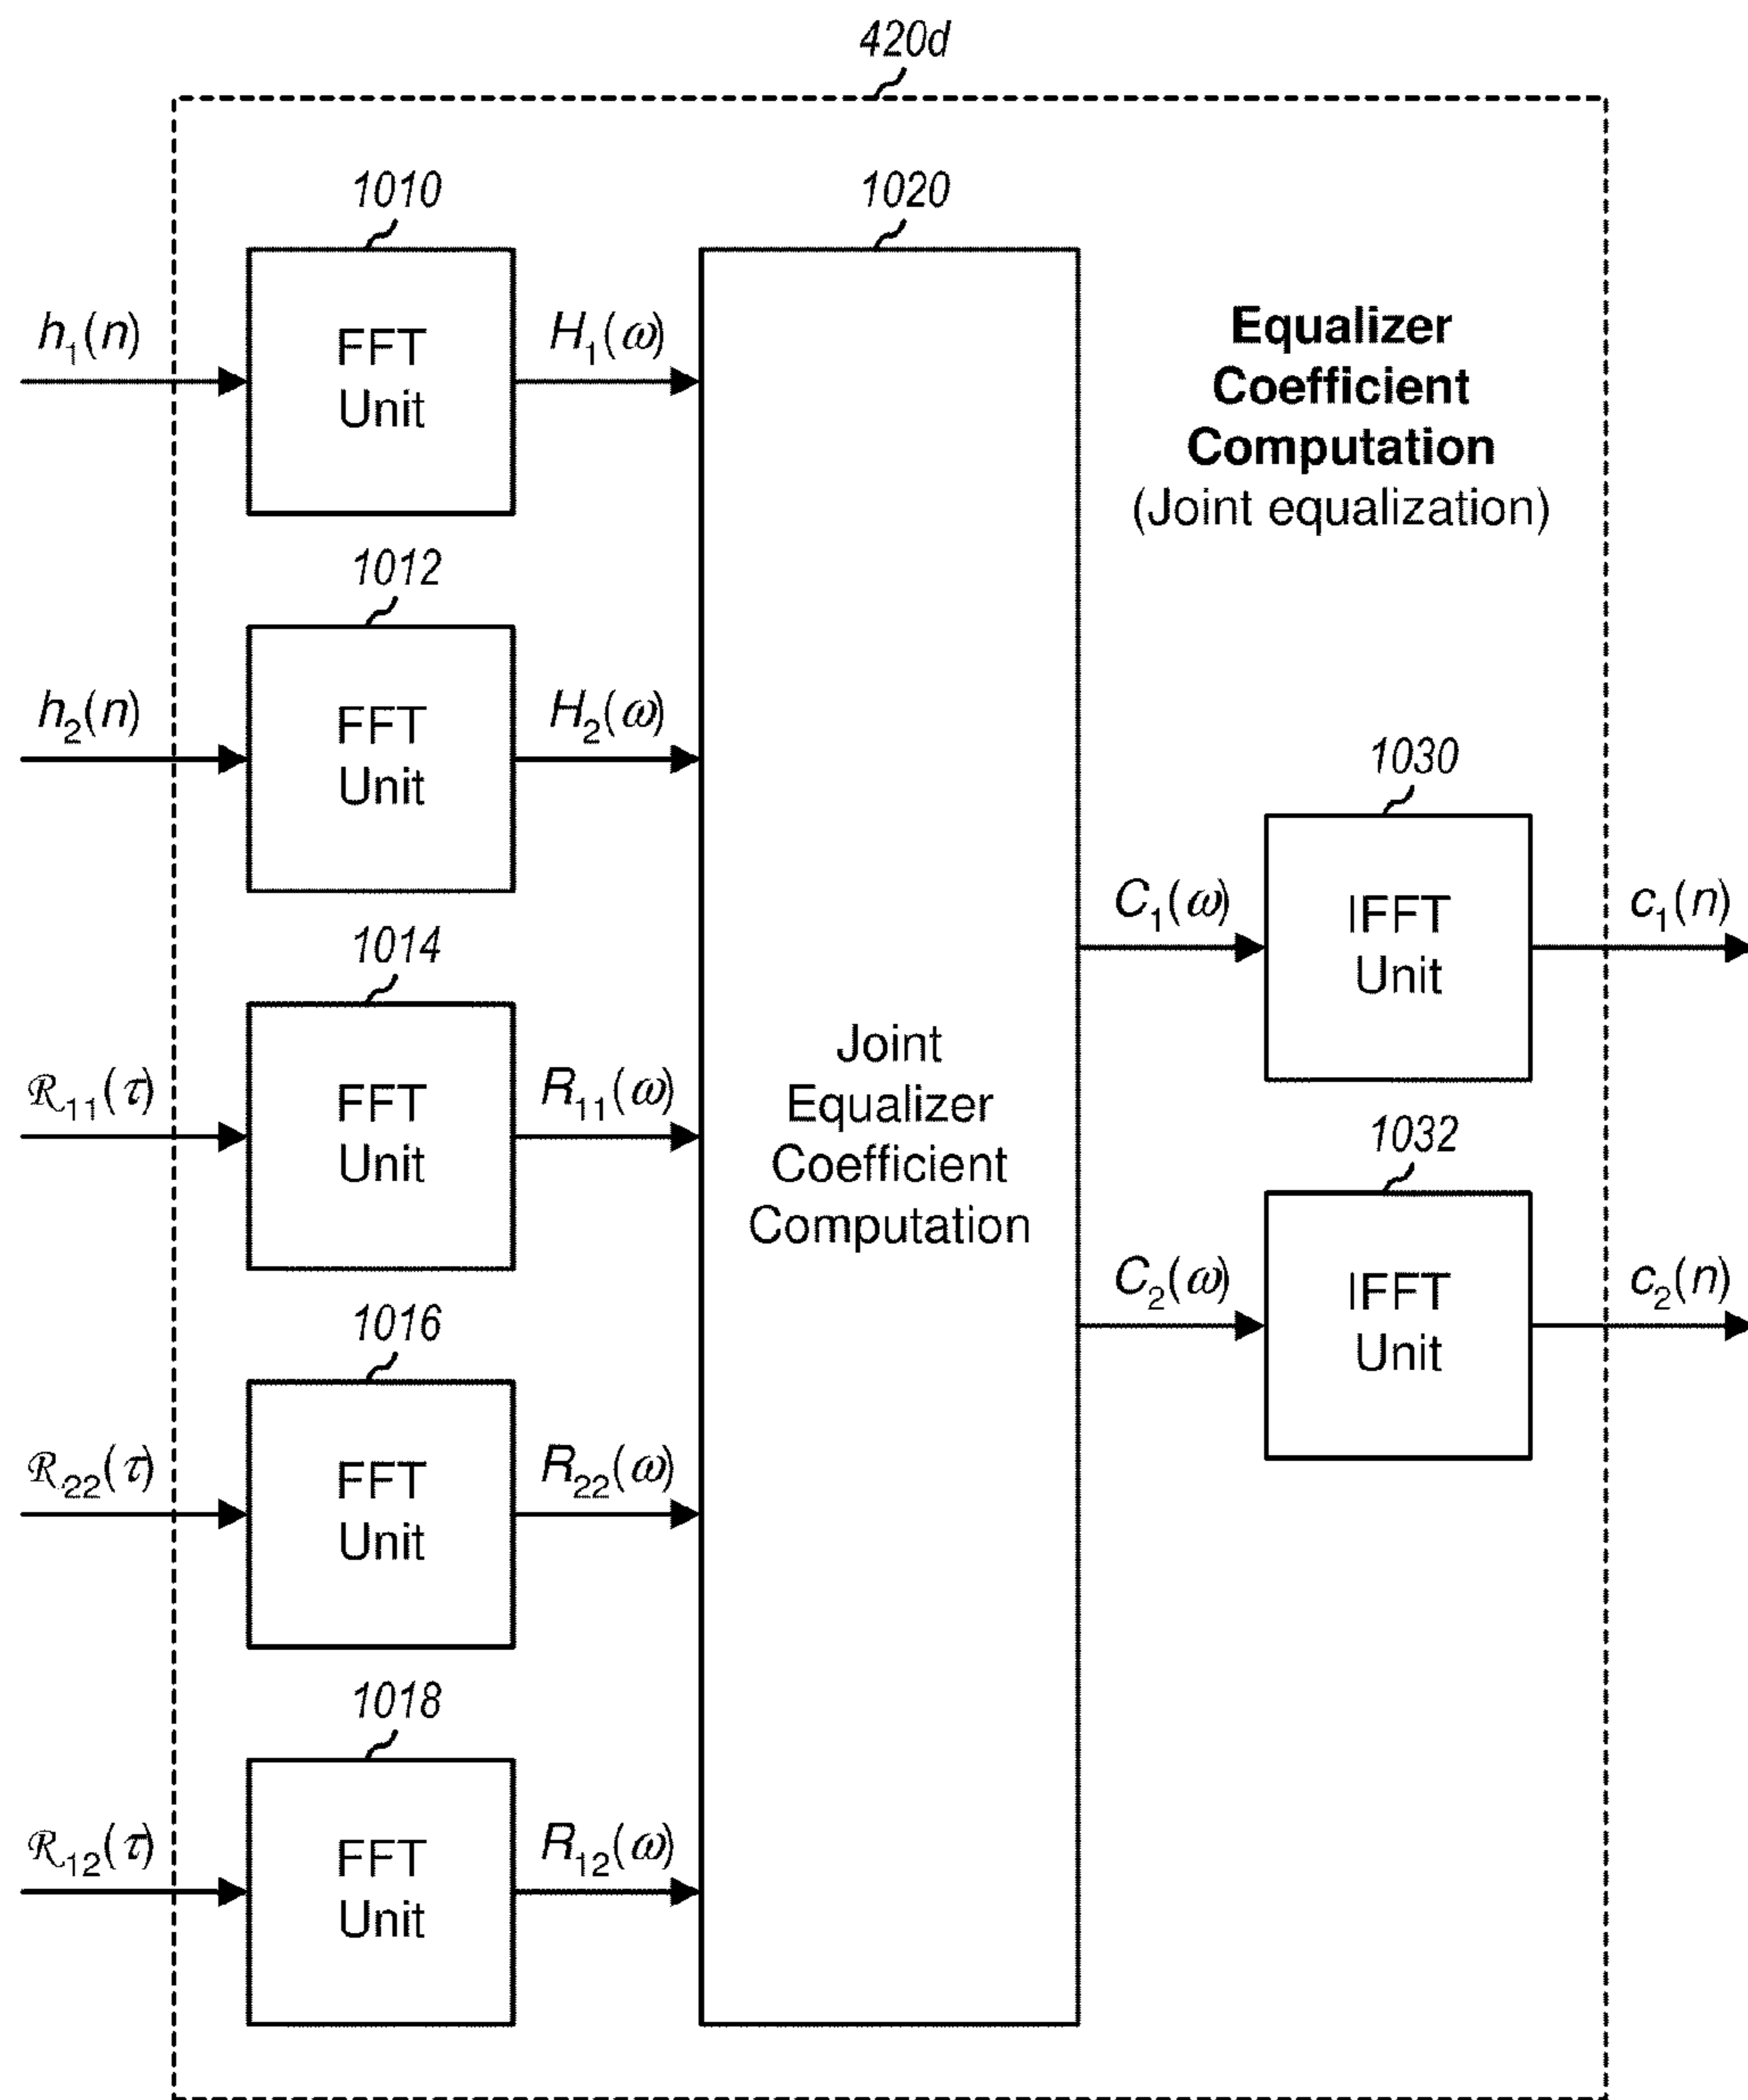 420d
1010
1020
h₁(n)
FFT
Unit
H₁(ω)
Equalizer
Coefficient
Computation
(Joint equalization)
1012
h₂(n)
FFT
Unit
H₂(ω)
1014
ℛ₁₁(τ)
FFT
Unit
R₁₁(ω)
Joint
Equalizer
Coefficient
Computation
1030
C₁(ω)
IFFT
Unit
c₁(n)
1032
C₂(ω)
IFFT
Unit
c₂(n)
1016
ℛ₂₂(τ)
FFT
Unit
R₂₂(ω)
1018
ℛ₁₂(τ)
FFT
Unit
R₁₂(ω)